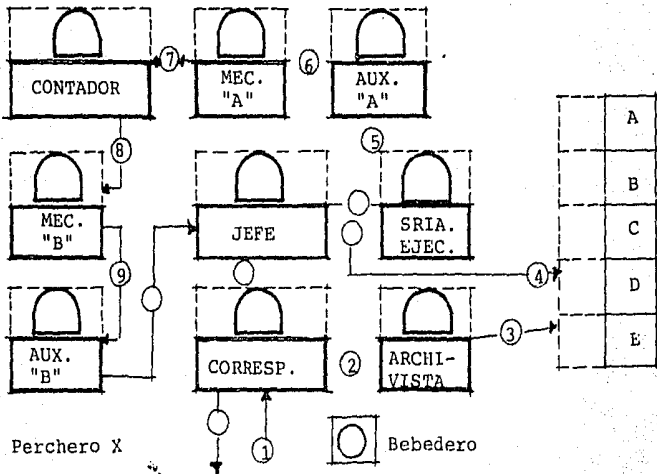 CONTADOR
7
MEC.
"A"
6
AUX.
"A"
A
B
C
D
E
8
5
MEC.
"B"
JEFE
SRIA.
EJEC.
9
4
AUX.
"B"
CORRESP.
2
ARCHI-
VISTA
3
1
Perchero X
Bebedero